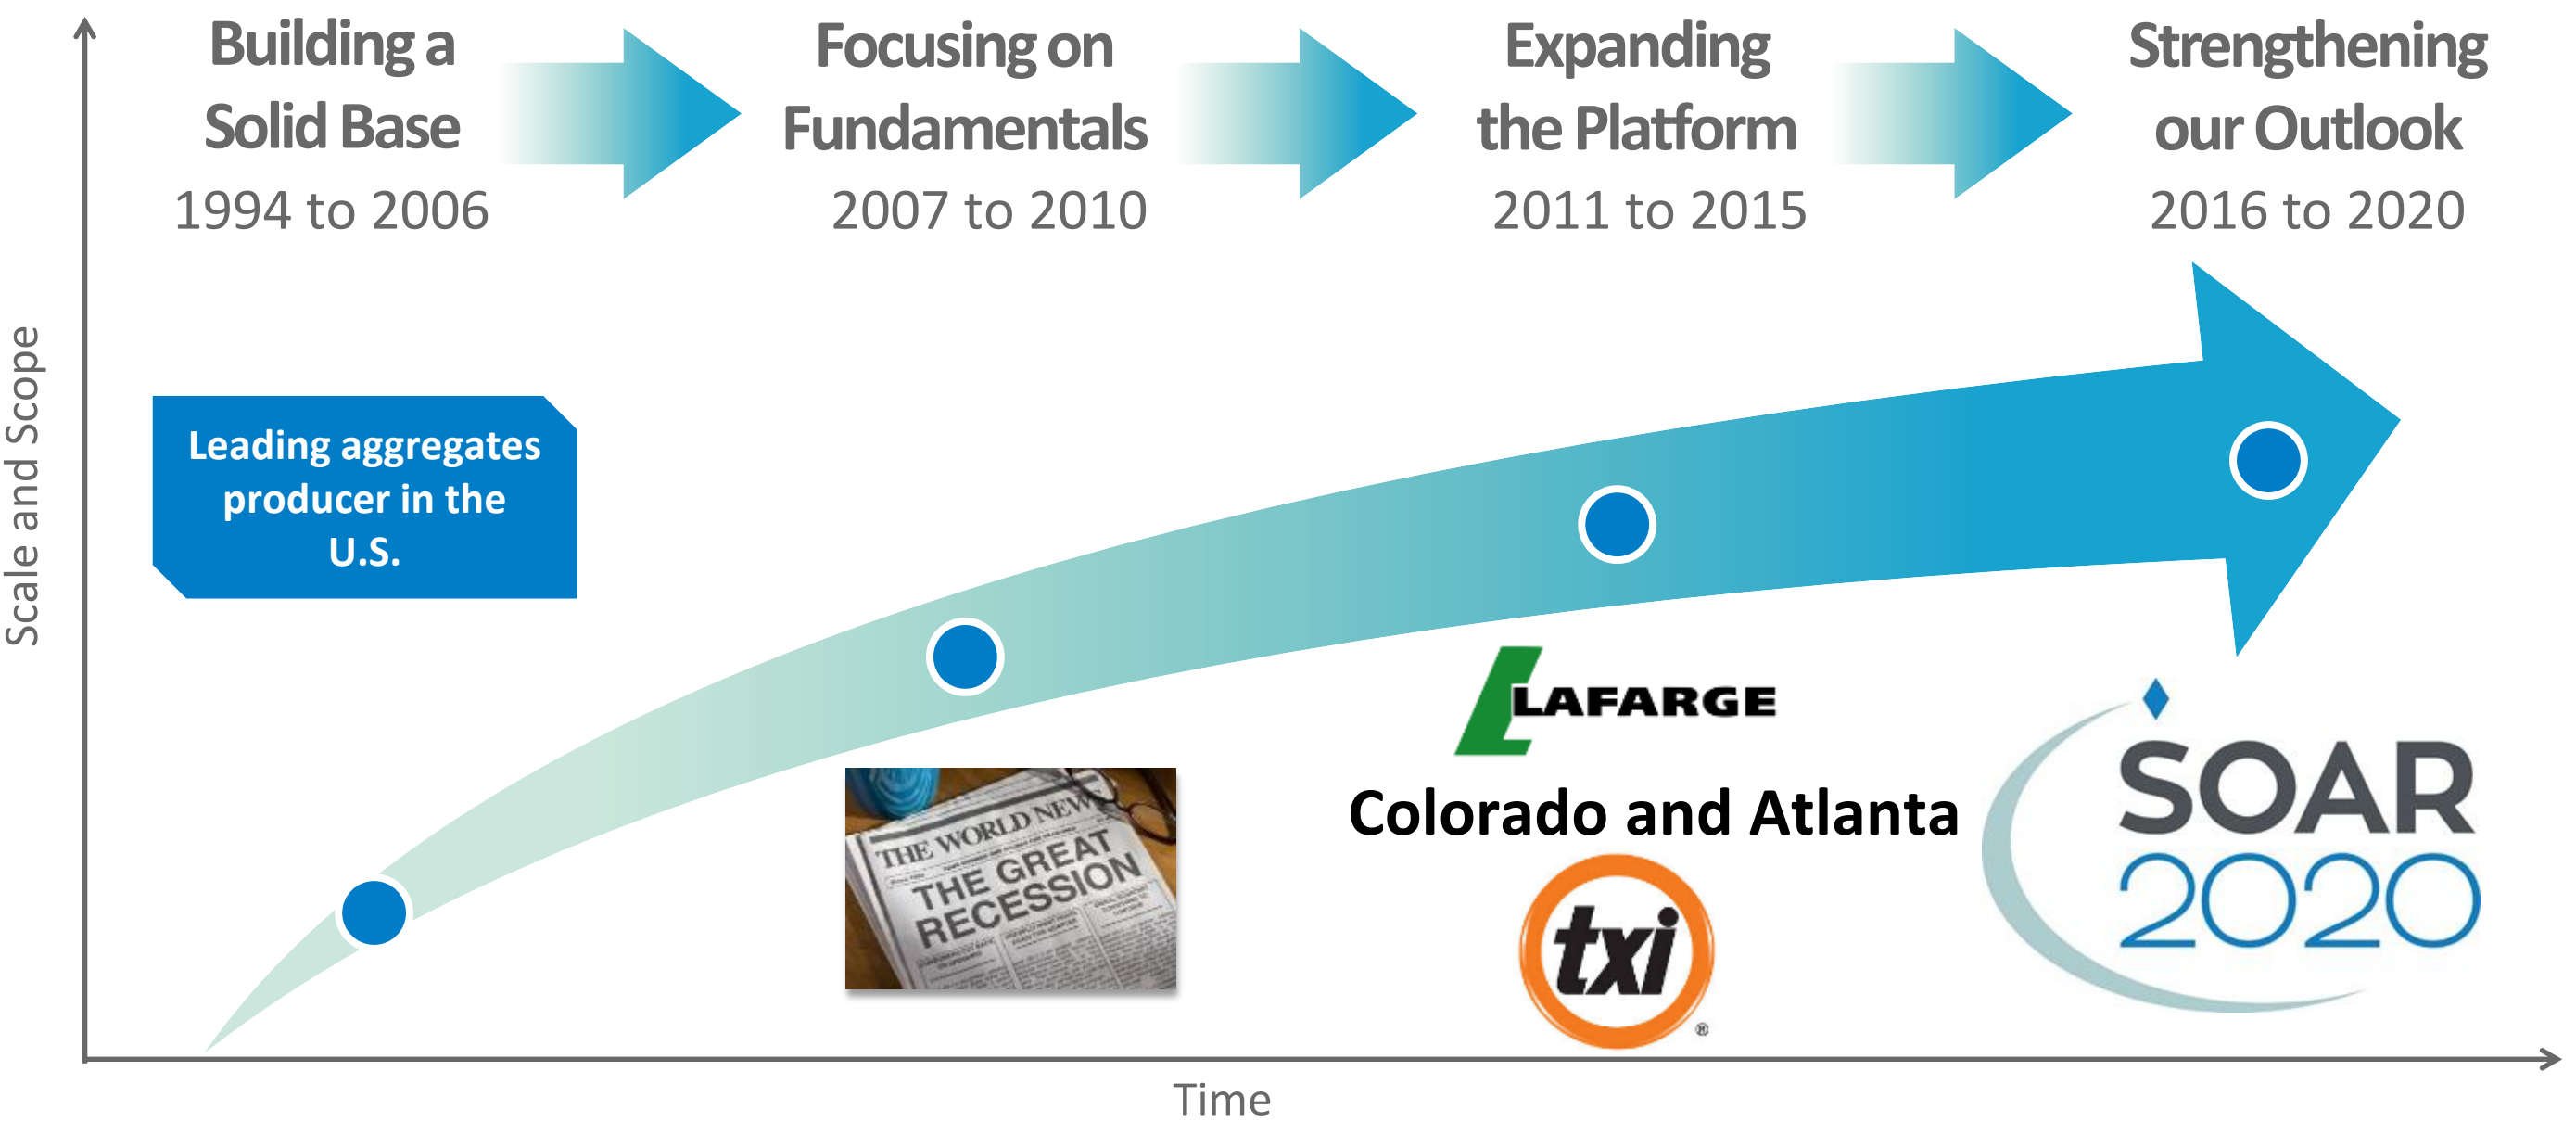 Building a
Solid Base
1994 to 2006
Focusing on
Fundamentals
2007 to 2010
Expanding
the Platform
2011 to 2015
Strengthening
our Outlook
2016 to 2020
Scale and Scope
Leading aggregates
producer in the
U.S.
THE WORLD NEWS
THE GREAT
RECESSION
LAFARGE
Colorado and Atlanta
txi
®
SOAR
2020
Time